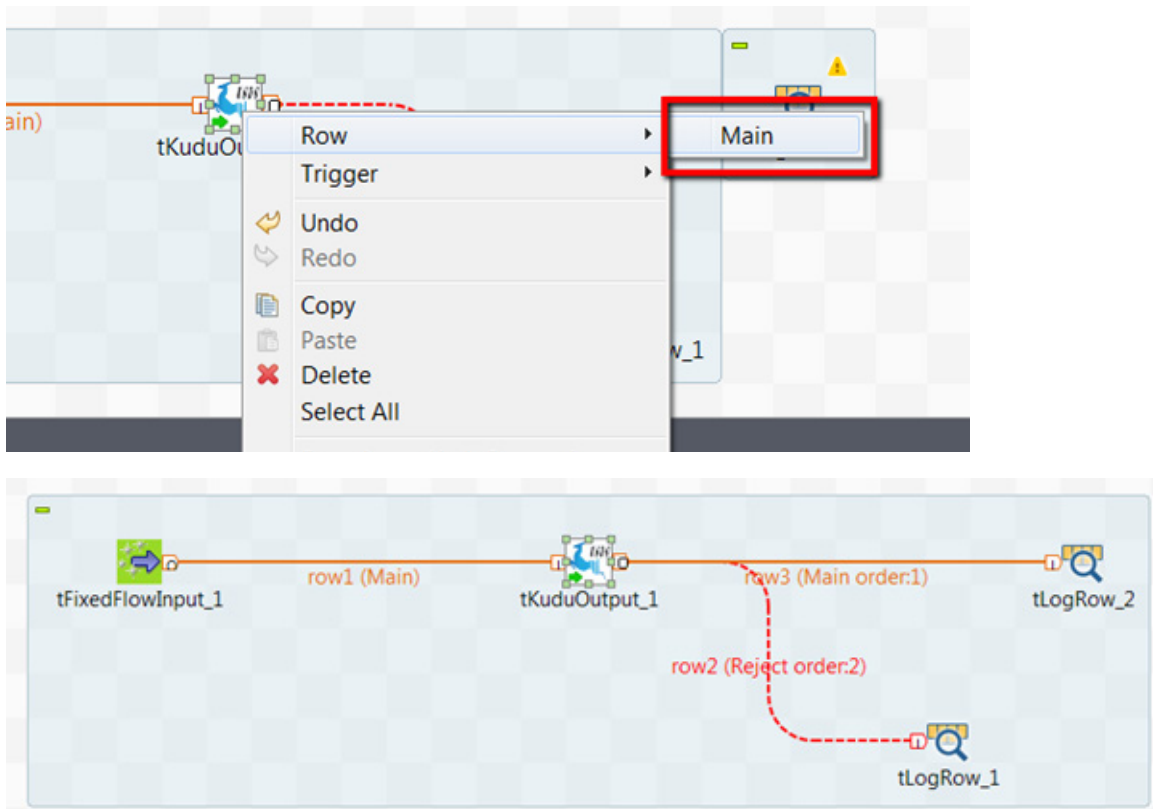 ain)
tKuduOu
Row
Main
Trigger
Undo
Redo
Copy
Paste
w_1
Delete
Select All
row1 (Main)
row3 (Main order:1)
tFixedFlowInput_1
tKuduOutput_1
tLogRow_2
row2 (Reject order:2)
tLogRow_1